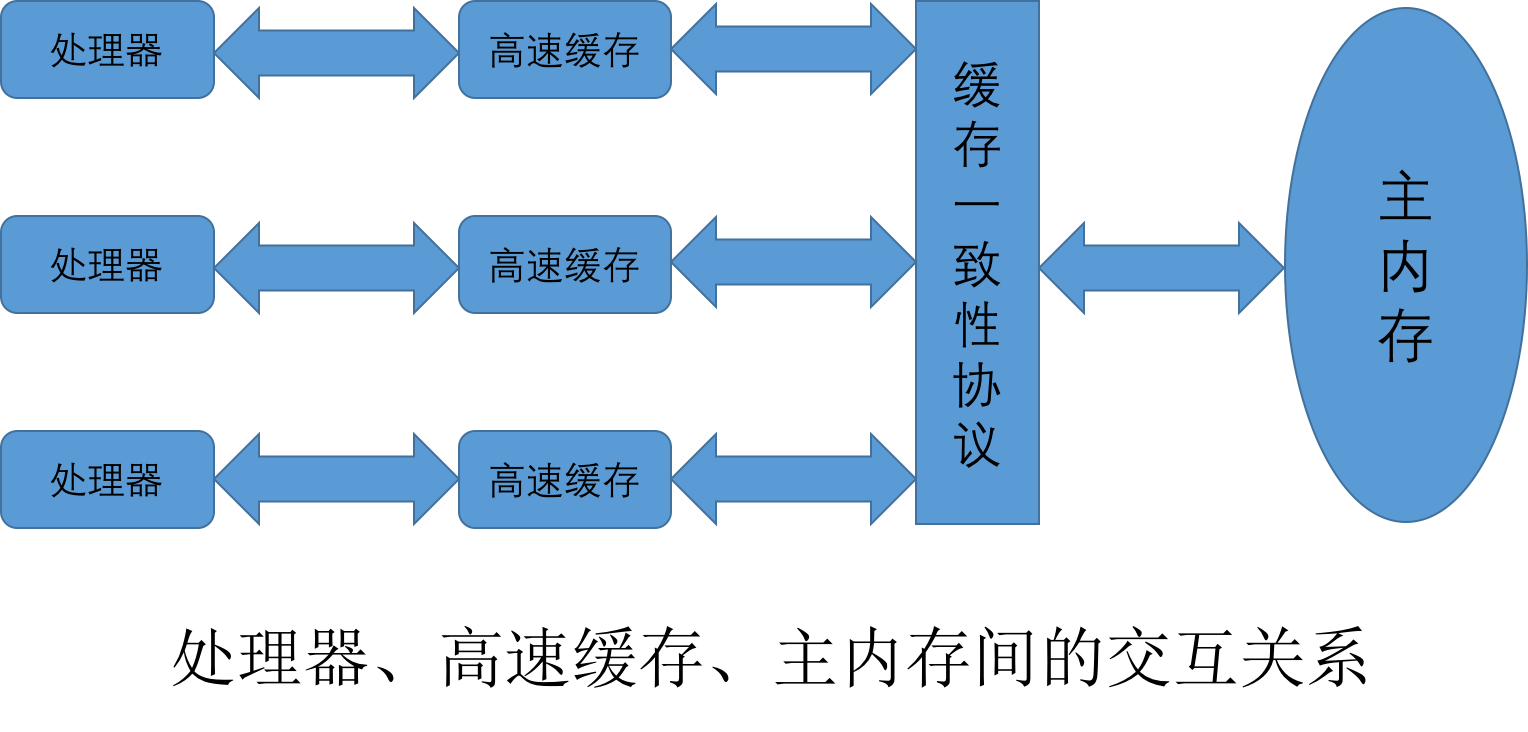 处理器
高速缓存
处理器
高速缓存
处理器
高速缓存
缓存一致性协议
主内存
处理器、高速缓存、主内存间的交互关系